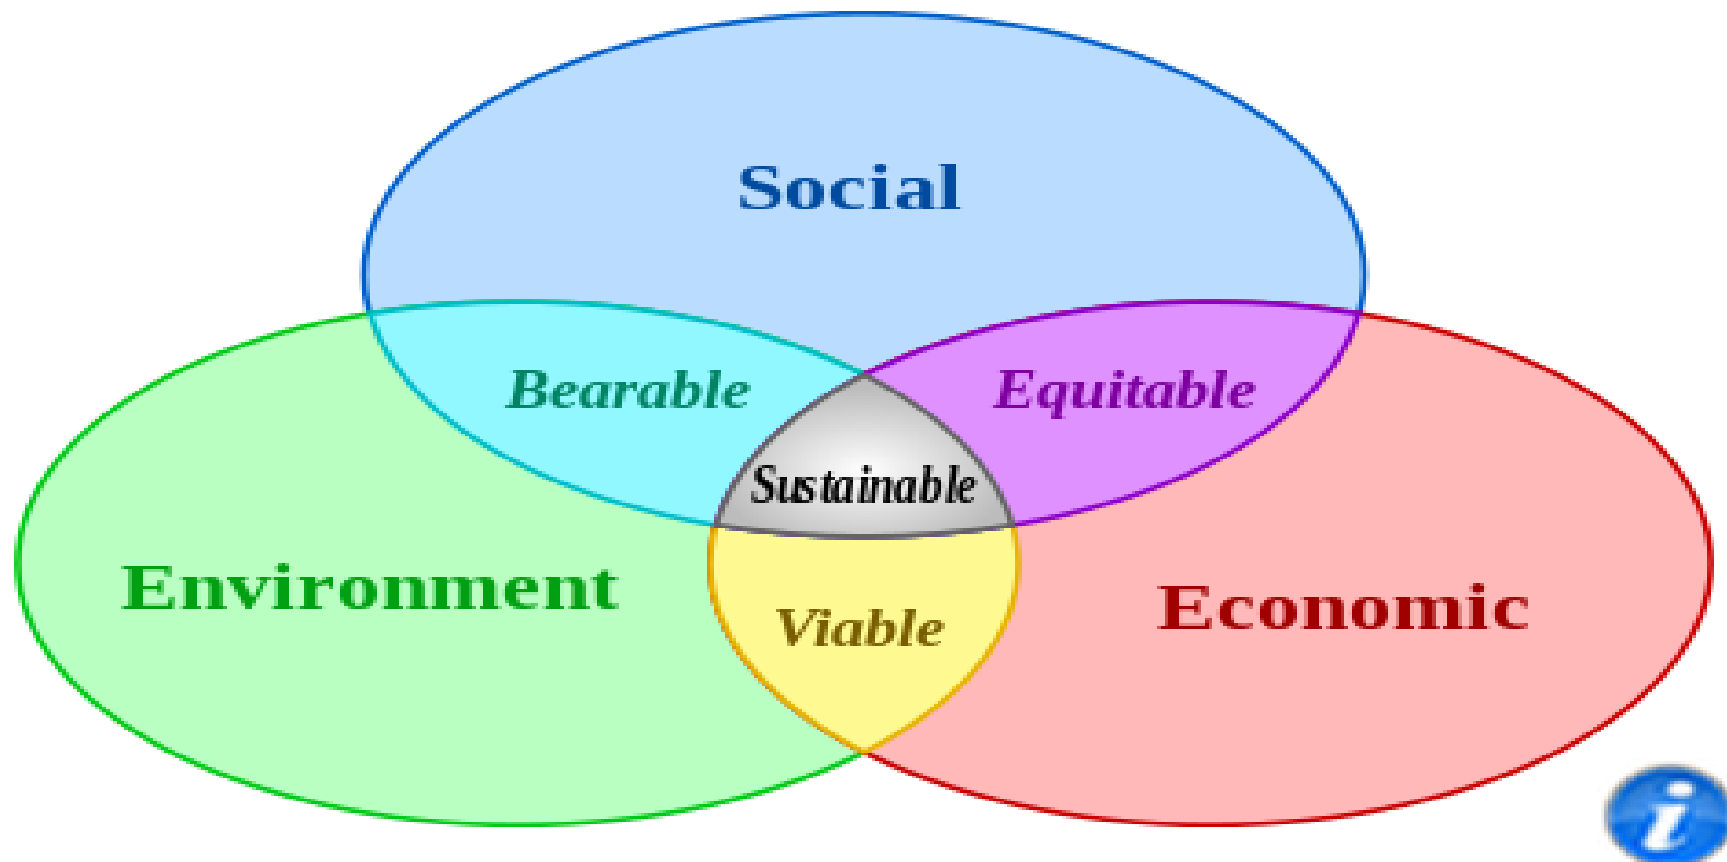 Social
Bearable
Equitable
Sustainable
Environment
Economic
Viable
i